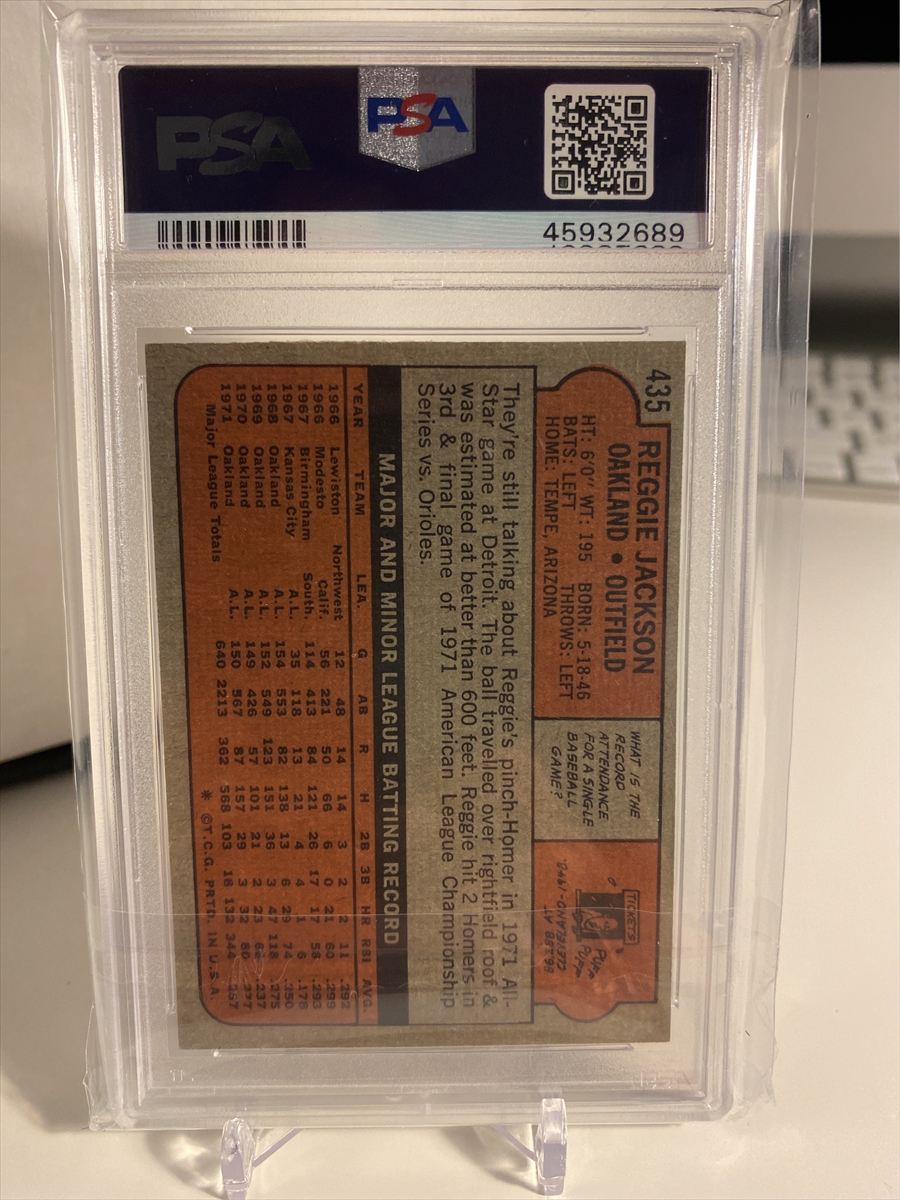 PSA
PSA
45932689
435
REGGIE JACKSON
OAKLAND • OUTFIELD
HT: 6'0" WT: 195 BORN: 5-18-46
BATS: LEFT THROWS: LEFT
HOME: TEMPE, ARIZONA
WHAT IS THE
RECORD
ATTENDANCE
FOR A SINGLE
BASEBALL
GAME?
TICKETS
PUFF
PUFF
AT
CLEVELAND-1948.
They're still talking about Reggie's pinch-Homer in 1971 All-
Star game at Detroit. The ball travelled over rightfield roof &
was estimated at better than 600 feet. Reggie hit 2 Homers in
3rd & final game of 1971 American League Championship
Series vs. Orioles.
MAJOR AND MINOR LEAGUE BATTING RECORD
YEAR TEAM LEA. G AB R H 2B 3B HR RBI AVG.
1966 Lewiston Northwest 12 48 14 14 3 2 2 11 .292
1966 Modesto Calif. 56 221 50 66 6 0 21 60 .299
1967 Birmingham South. 114 413 84 121 26 17 17 58 .293
1967 Kansas City A.L. 35 118 13 21 4 4 1 6 .178
1968 Oakland A.L. 154 553 82 138 13 6 29 74 .250
1969 Oakland A.L. 152 549 123 151 36 3 47 118 .275
1970 Oakland A.L. 149 426 57 101 21 2 23 66 .237
1971 Oakland A.L. 150 567 87 157 29 3 32 80 .277
Major League Totals 640 2213 362 568 103 18 132 344 .257
* ©T.C.G. PRTD. IN U.S.A.